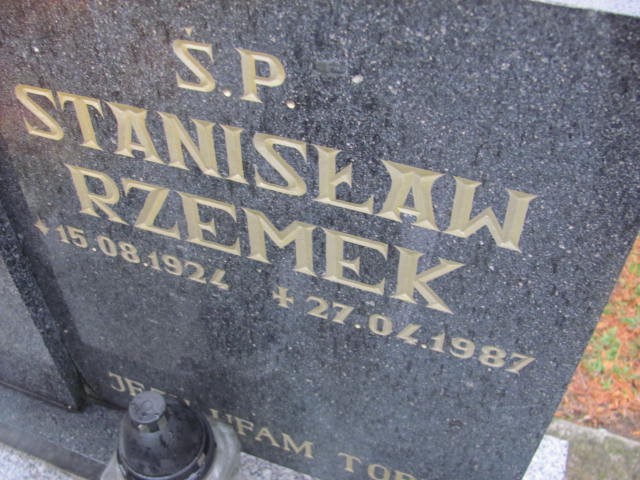 Ś.P.
STANISŁAW
RZEMEK
* 15.08.1924 + 27.04.1987
UFAM